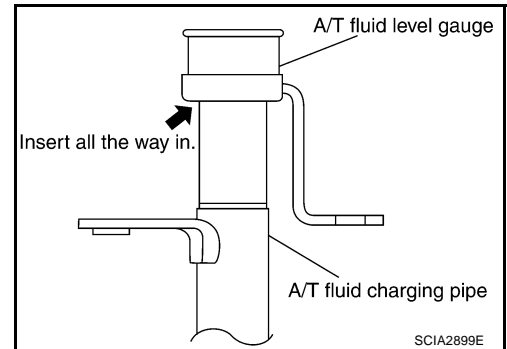 A/T fluid level gauge
Insert all the way in.
A/T fluid charging pipe
SCIA2899E